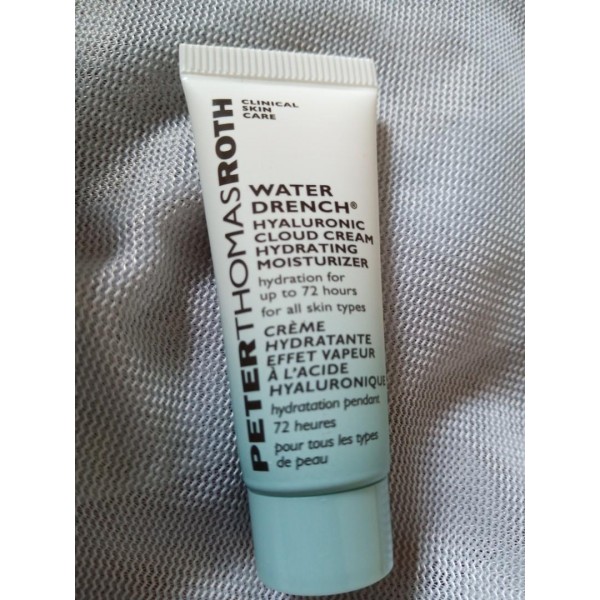 PETERTHOMASROTH
CLINICAL
SKIN
CARE
WATER
DRENCH®
HYALURONIC
CLOUD CREAM
HYDRATING
MOISTURIZER
hydration for
up to 72 hours
for all skin types
CRÈME
HYDRATANTE
EFFET VAPEUR
À L'ACIDE
HYALURONIQUE
hydratation pendant
72 heures
pour tous les types
de peau